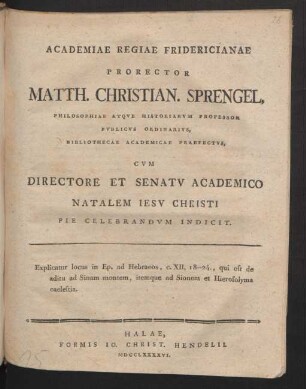 ACADEMIAE REGIAE FRIDERICIANAE
PRORECTOR
MATTH. CHRISTIAN. SPRENGEL,
PHILOSOPHIAE ATQVE HISTORIARVM PROFESSOR
PVBLICVS ORDINARIVS,
BIBLIOTHECAE ACADEMICAE PRAEFECTVS,
CVM
DIRECTORE ET SENATV ACADEMICO
NATALEM IESV CHRISTI
PIE CELEBRANDVM INDICIT.
Explicatur locus in Ep. ad Hebraeos, c. XII, 18-24., qui est de
aditu ad Sinam montem, itemque ad Sionem et Hierosolyma
caelestia.
HALAE,
FORMIS IO. CHRIST. HENDELII.
MDCCLXXXXVI.